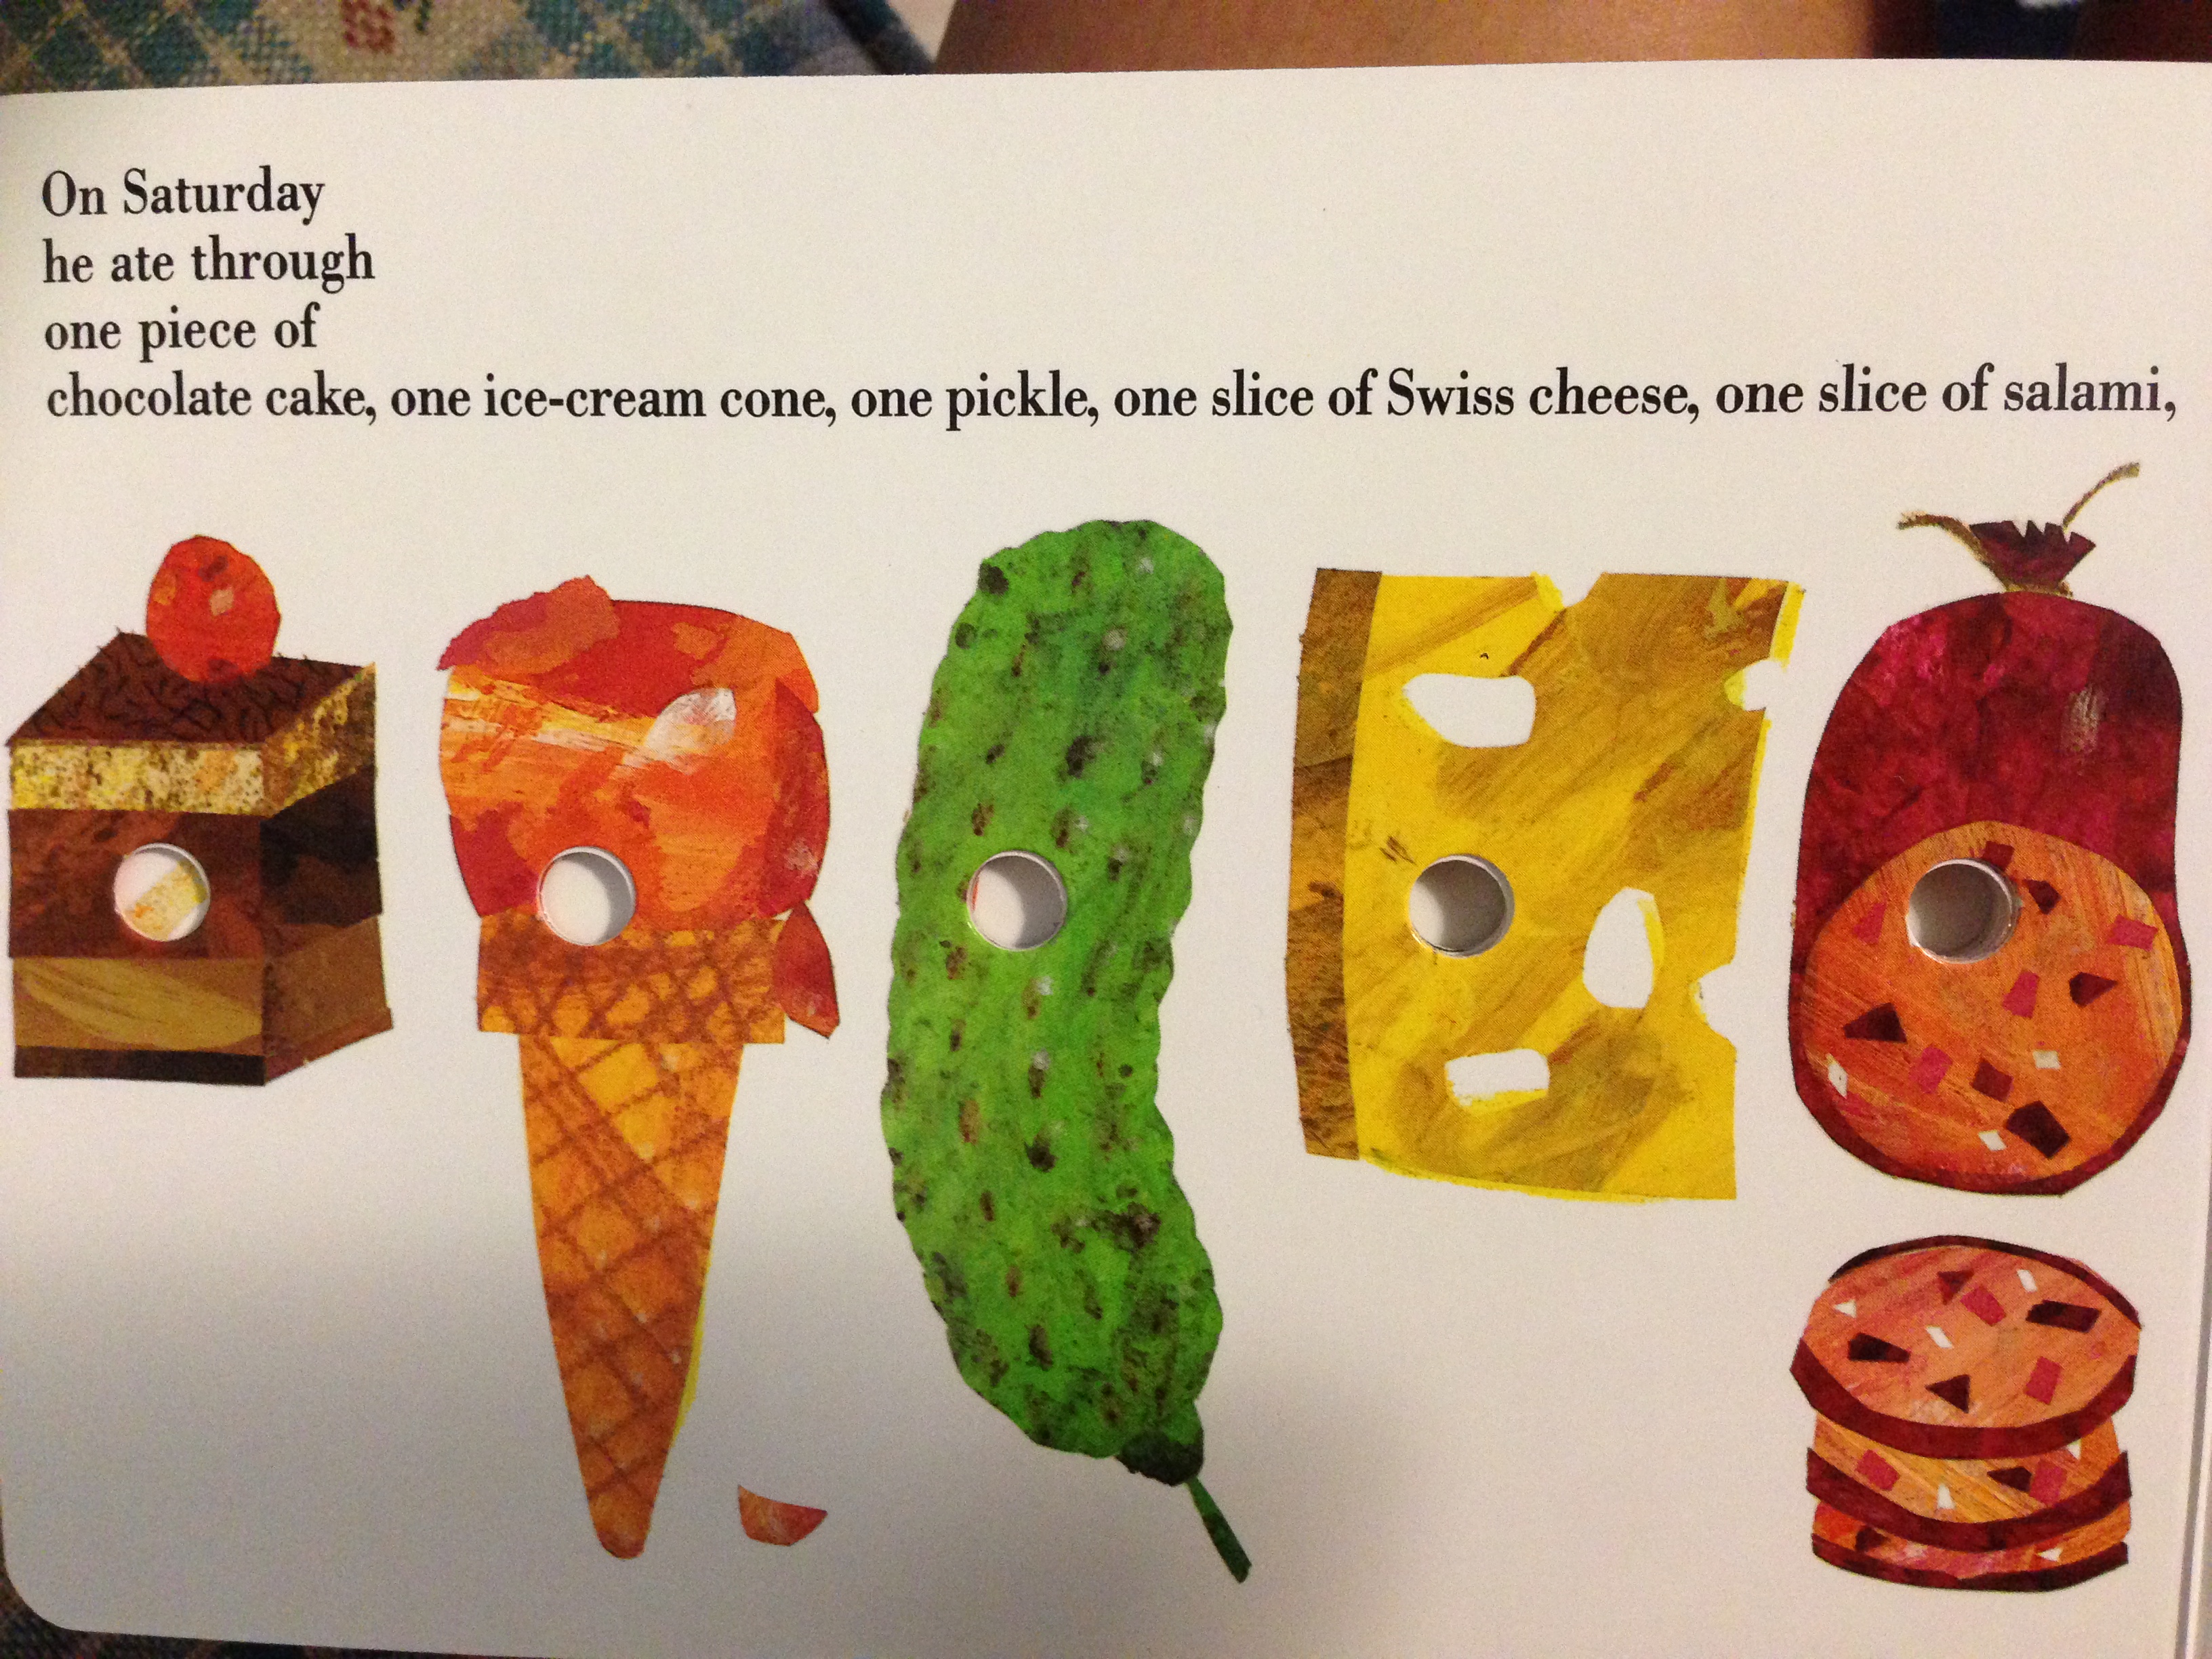 On Saturday
he ate through
one piece of
chocolate cake, one ice-cream cone, one pickle, one slice of Swiss cheese, one slice of salami,